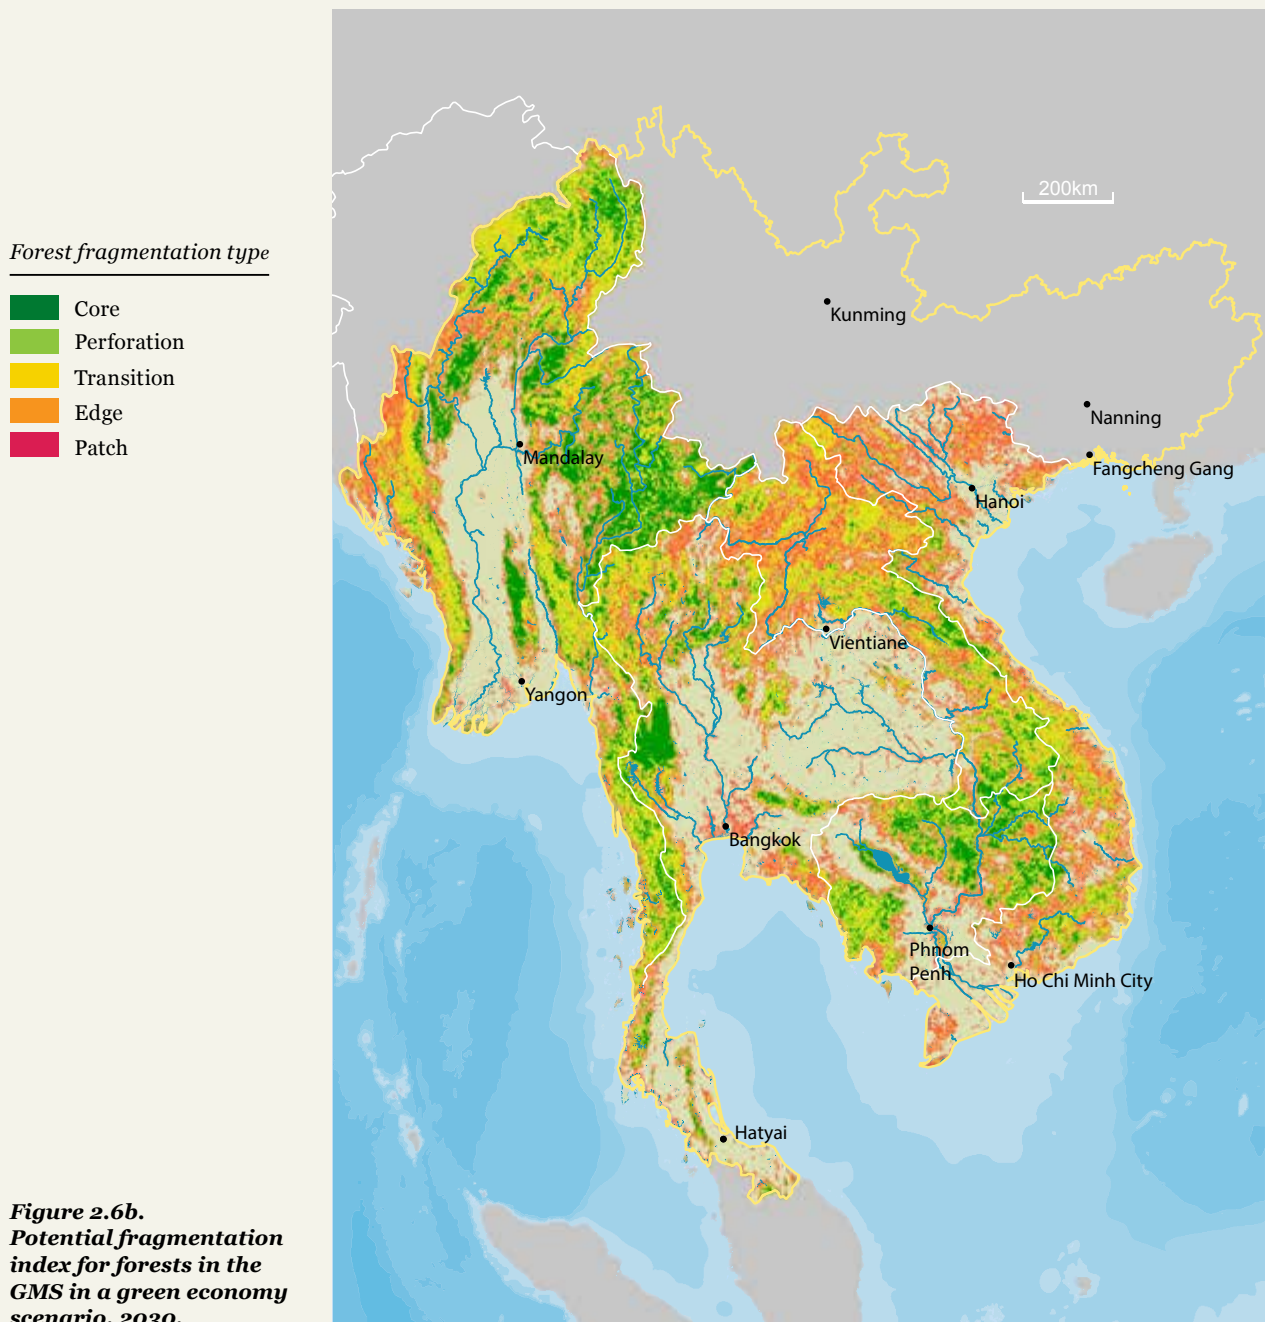 Forest fragmentation type
Core
Perforation
Transition
Edge
Patch
200km
Kunming
Nanning
Fangcheng Gang
Mandalay
Hanoi
Vientiane
Yangon
Bangkok
Phnom
Penh
Ho Chi Minh City
Hatyai
Figure 2.6b.
Potential fragmentation
index for forests in the
GMS in a green economy
scenario, 2030.